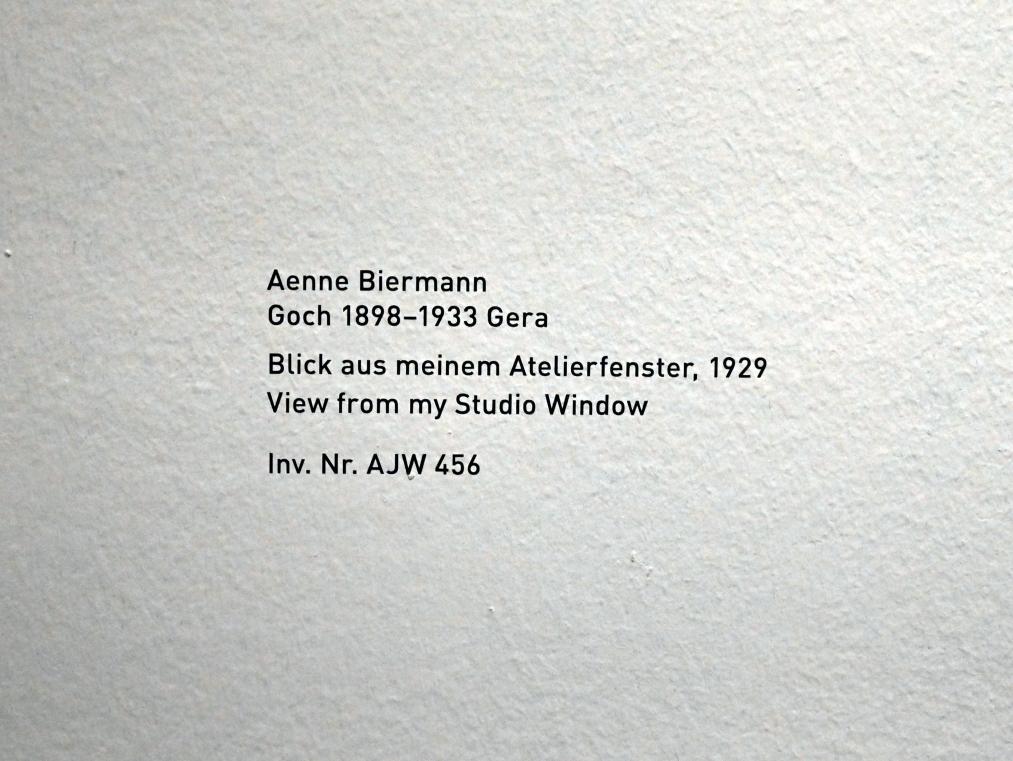 Aenne Biermann
Goch 1898–1933 Gera
Blick aus meinem Atelierfenster, 1929
View from my Studio Window
Inv. Nr. AJW 456